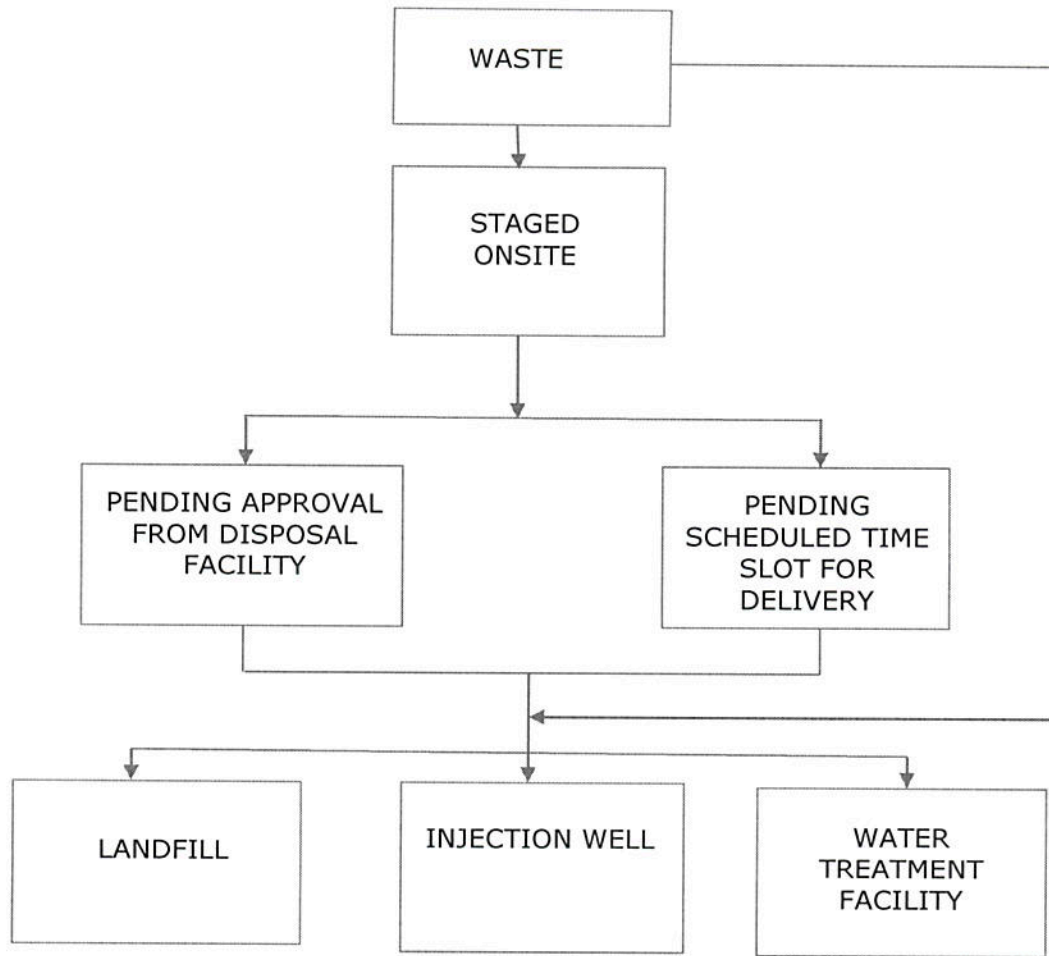 WASTE
STAGED
ONSITE
PENDING APPROVAL
FROM DISPOSAL
FACILITY
PENDING
SCHEDULED TIME
SLOT FOR
DELIVERY
LANDFILL
INJECTION WELL
WATER
TREATMENT
FACILITY